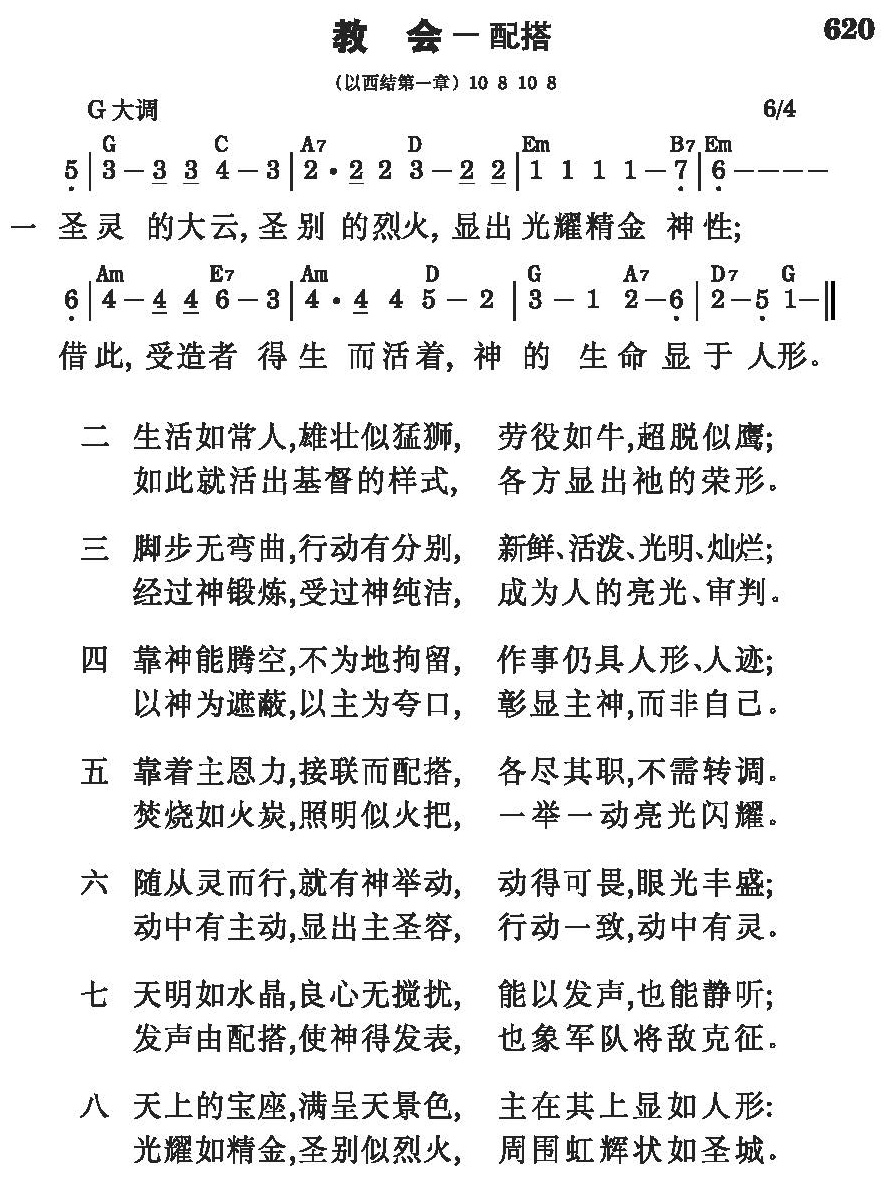 教 会 — 配搭 620
（以西结第一章）10 8 10 8
G大调 6/4
G C A7 D Em B7 Em
5 | 3 - 3 3 4 - 3 | 2 · 2 2 3 - 2 2 | 1 1 1 1 - 7 | 6 - - - -
一 圣灵 的大云, 圣别 的烈火, 显出光耀精金 神性;
Am E7 Am D G A7 D7 G
6 | 4 - 4 4 6 - 3 | 4 · 4 4 5 - 2 | 3 - 1 2 - 6 | 2 - 5 1 - ||
借此, 受造者 得生 而活着, 神 的 生命显于人形。
二 生活如常人,雄壮似猛狮, 劳役如牛,超脱似鹰;
如此就活出基督的样式, 各方显出祂的荣形。
三 脚步无弯曲,行动有分别, 新鲜、活泼、光明、灿烂;
经过神锻炼,受过神纯洁, 成为人的亮光、审判。
四 靠神能腾空,不为地拘留, 作事仍具人形、人迹;
以神为遮蔽,以主为夸口, 彰显主神,而非自己。
五 靠着主恩力,接联而配搭, 各尽其职,不需转调。
焚烧如火炭,照明似火把, 一举一动亮光闪耀。
六 随从灵而行,就有神举动, 动得可畏,眼光丰盛;
动中有主动,显出主圣容, 行动一致,动中有灵。
七 天明如水晶,良心无搅扰, 能以发声,也能静听;
发声由配搭,使神得发表, 也象军队将敌克征。
八 天上的宝座,满呈天景色, 主在其上显如人形:
光耀如精金,圣别似烈火, 周围虹辉状如圣城。